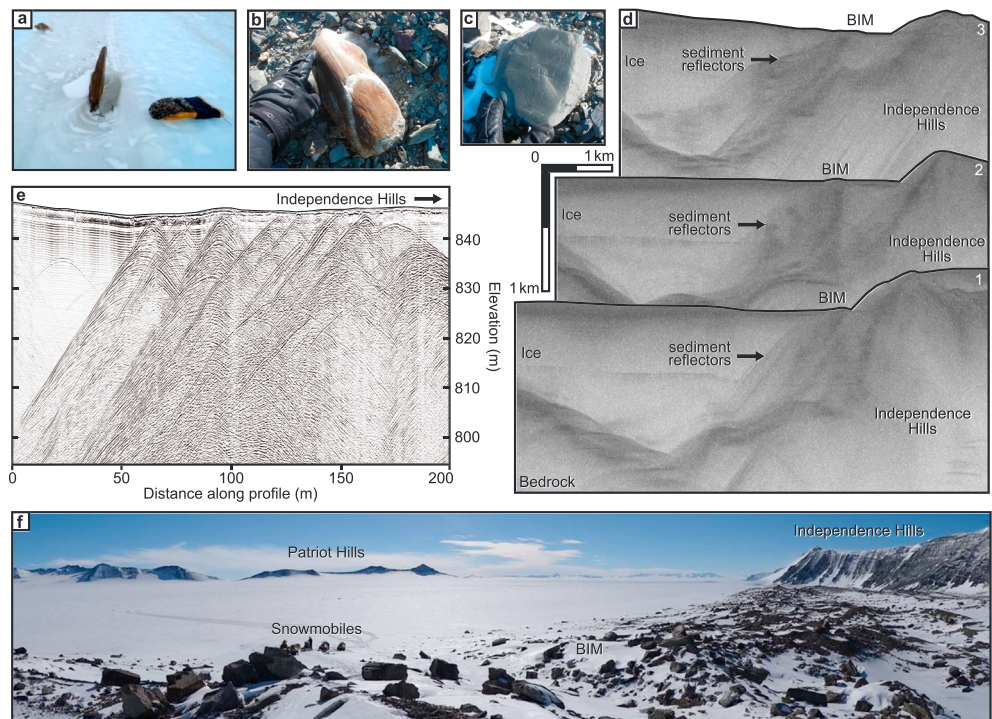 a
b
c
d
BIM
3
Ice
sediment
reflectors
Independence
Hills
0
1 km
1 km
BIM
2
Ice
sediment
reflectors
Independence
Hills
BIM
1
Ice
sediment
reflectors
Independence
Hills
Bedrock
e
Independence Hills
840
830
820
810
800
Elevation (m)
0
50
100
150
200
Distance along profile (m)
f
Independence Hills
Patriot Hills
Snowmobiles
BIM